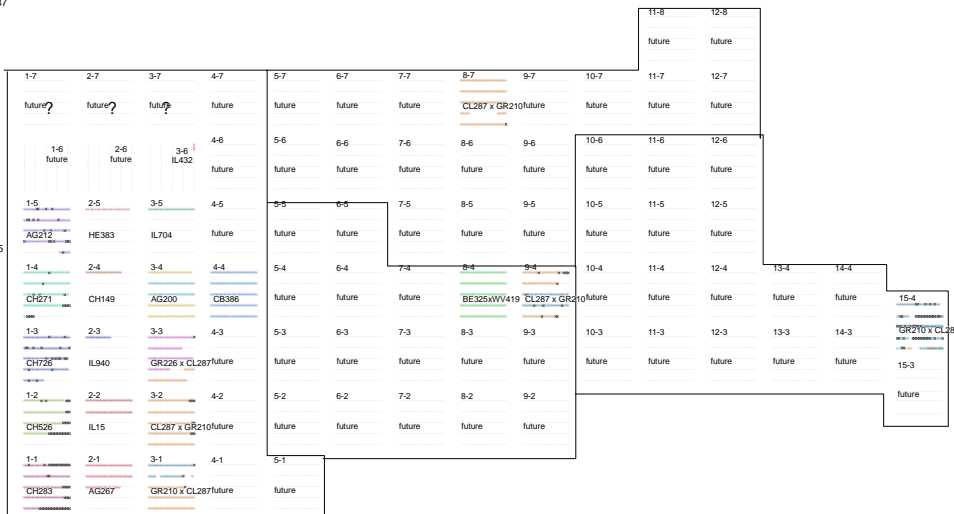 37
11-8 12-8
future future
1-7 2-7 3-7 4-7 5-7 6-7 7-7 8-7 9-7 10-7 11-7 12-7
future? future? future? future future future future CL287 x GR210 future future future future
1-6 2-6 3-6 4-6 5-6 6-6 7-6 8-6 9-6 10-6 11-6 12-6
future future IL432 future future future future future future future future future
1-5 2-5 3-5 4-5 5-5 6-5 7-5 8-5 9-5 10-5 11-5 12-5
AG212 HE383 IL704 future future future future future future future future future
5
1-4 2-4 3-4 4-4 5-4 6-4 7-4 8-4 9-4 10-4 11-4 12-4 13-4 14-4 15-4
CH271 CH149 AG200 CB386 future future future BE325xWV419 CL287 x GR210 future future future future future GR210 x CL28
1-3 2-3 3-3 4-3 5-3 6-3 7-3 8-3 9-3 10-3 11-3 12-3 13-3 14-3 15-3
CH726 IL940 GR226 x CL287 future future future future future future future future future future future future
1-2 2-2 3-2 4-2 5-2 6-2 7-2 8-2 9-2
CH526 IL15 CL287 x GR210 future future future future future future
1-1 2-1 3-1 4-1 5-1
CH283 AG267 GR210 x CL287 future future